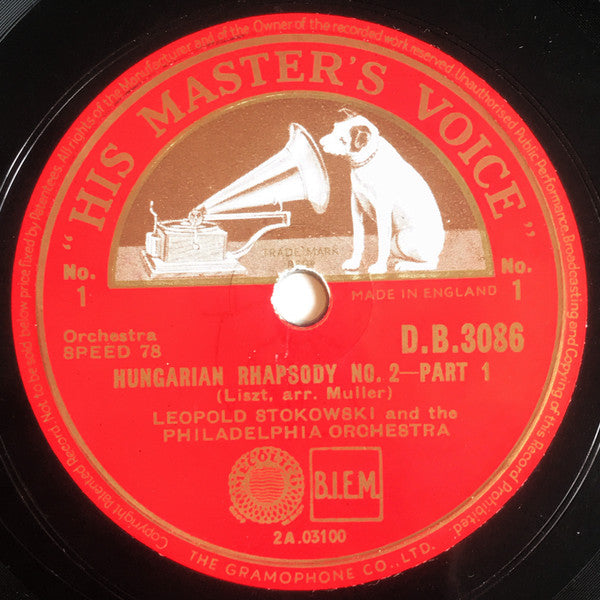 All rights of the Manufacturer and of the Owner of the recorded work reserved. Unauthorised Public Performance, Broadcasting and Copying of this Record Prohibited.
Copyright Patented Record Not to be sold below price fixed by Patentees.
"HIS MASTER'S VOICE"
TRADE MARK
No.
1
No.
1
MADE IN ENGLAND
Orchestra
SPEED 78
D.B.3086
HUNGARIAN RHAPSODY NO. 2—PART 1
(Liszt, arr. Muller)
LEOPOLD STOKOWSKI and the
PHILADELPHIA ORCHESTRA
B.I.E.M.
2A.03100
THE GRAMOPHONE CO., LTD.